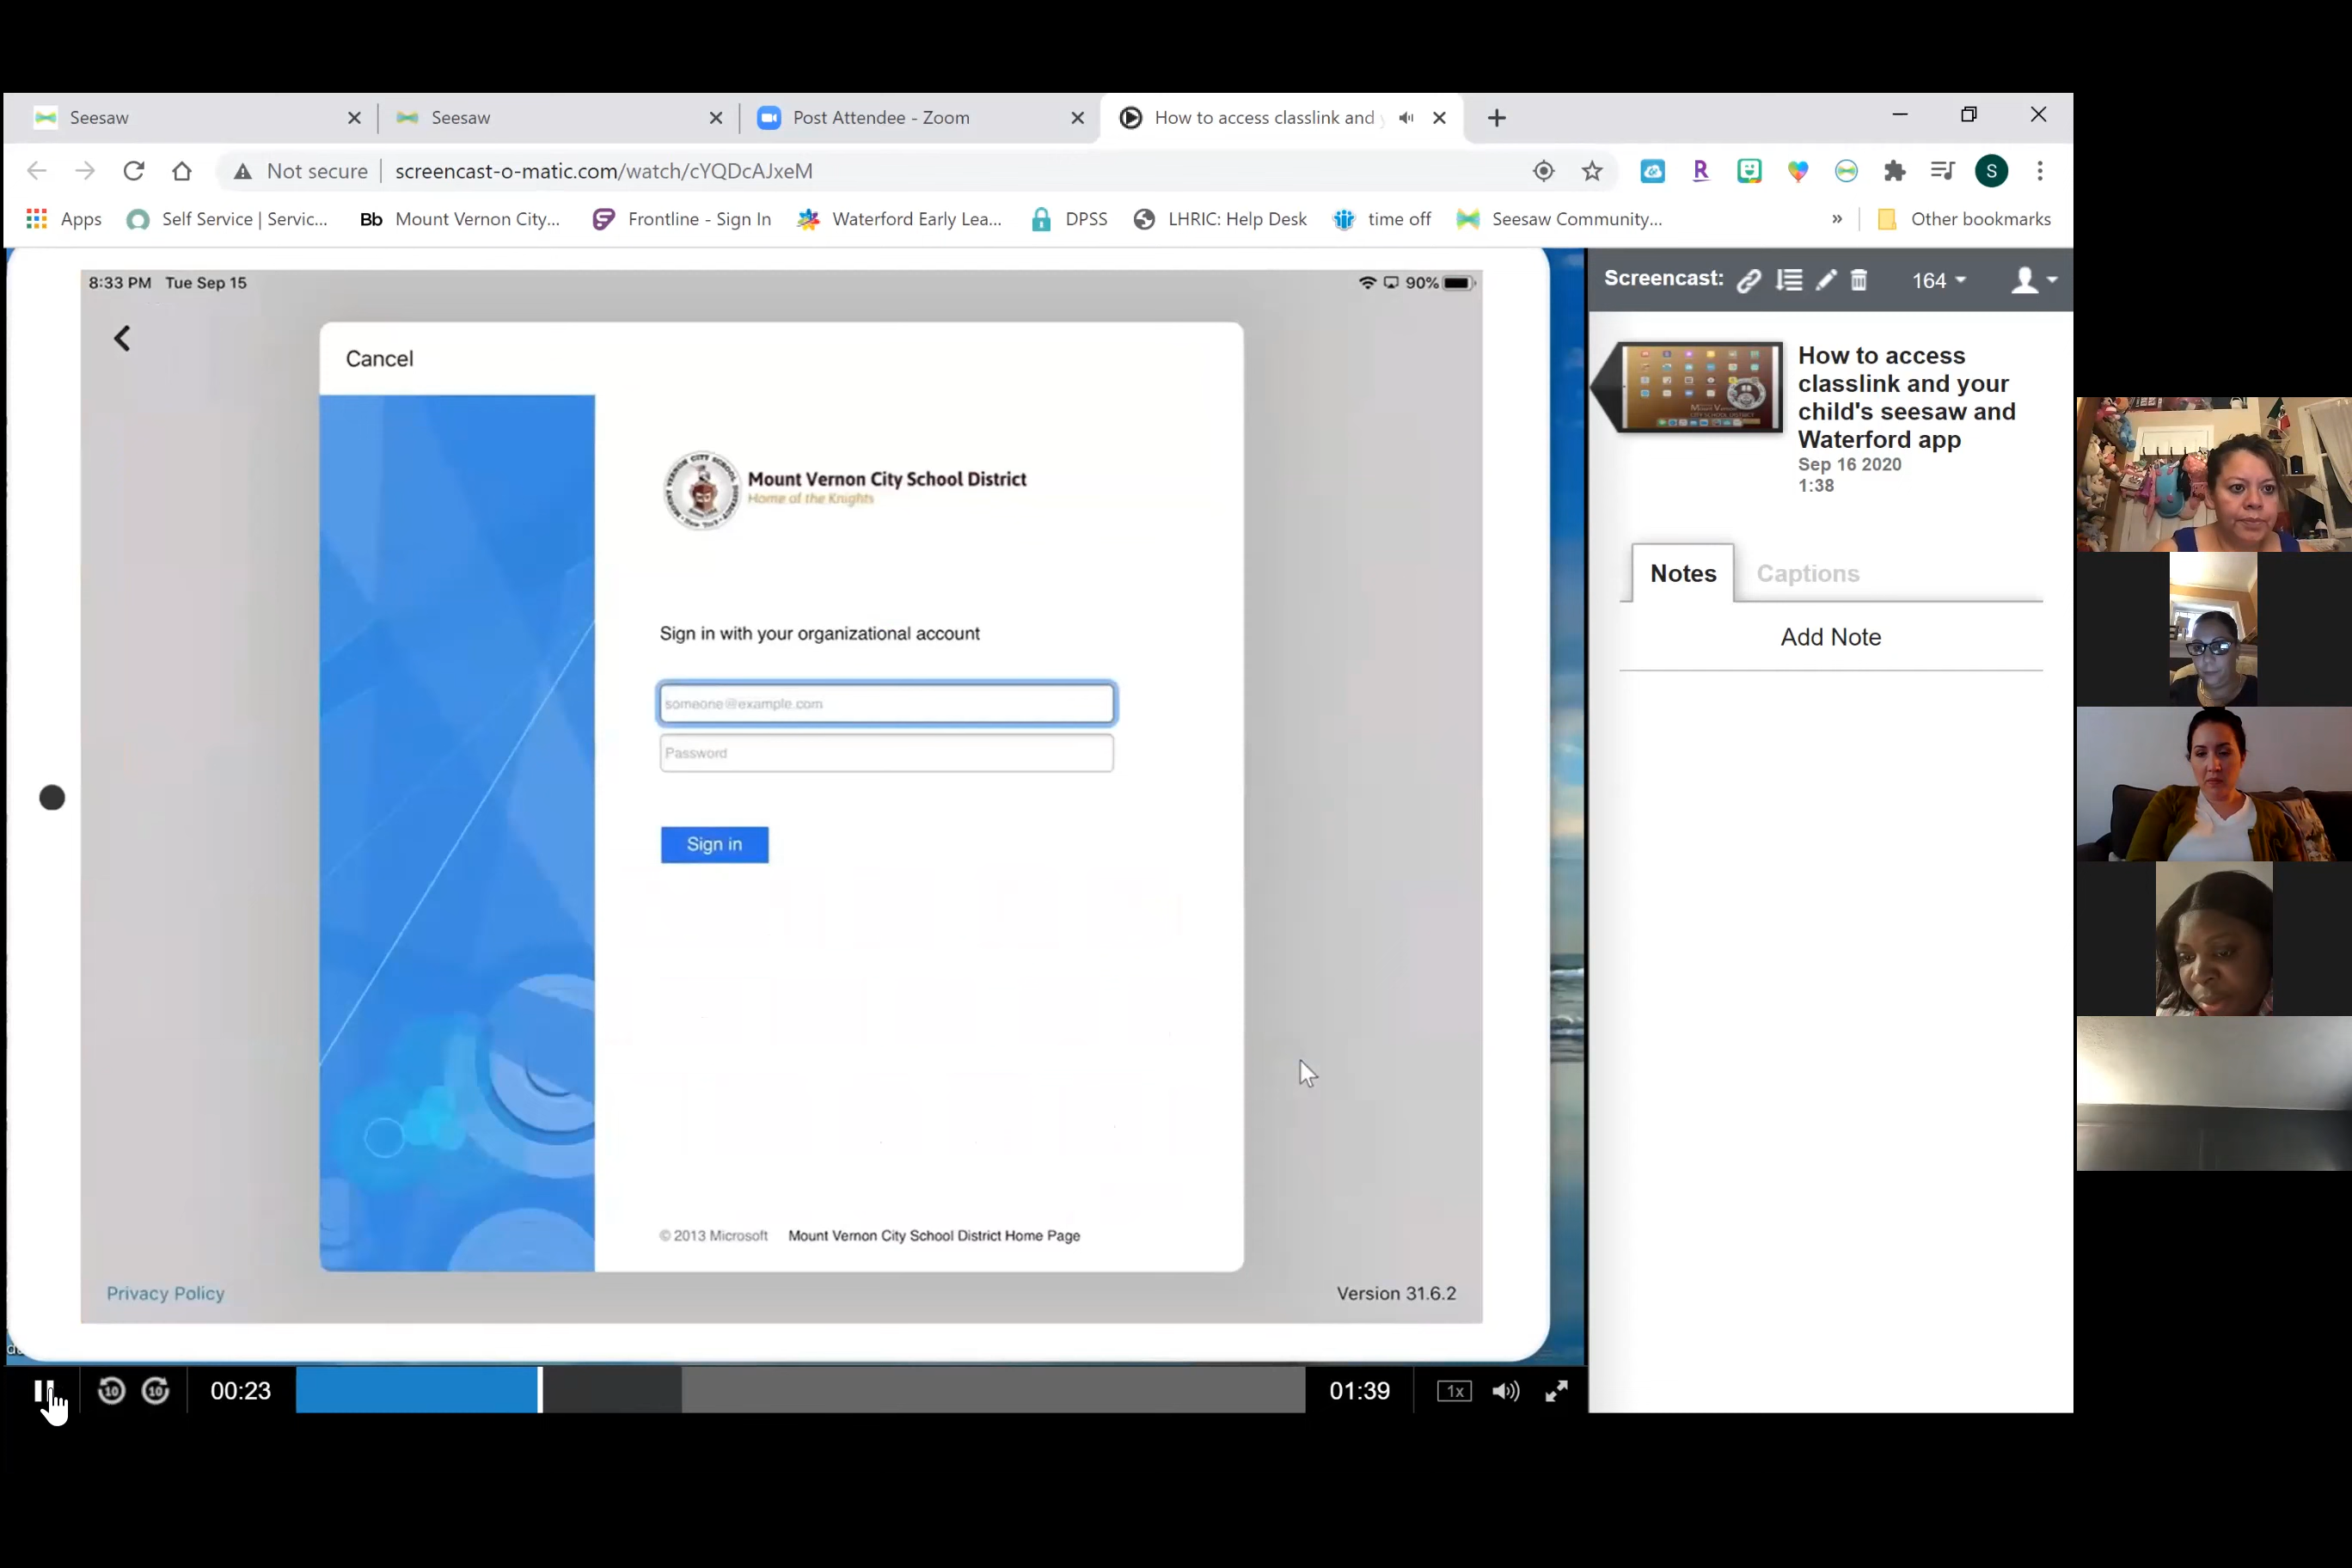 Seesaw
Seesaw
Post Attendee - Zoom
How to access classlink and
Not secure
screencast-o-matic.com/watch/cYQDcAJxeM
R
S
Apps
Self Service | Servic...
Bb Mount Vernon City...
Frontline - Sign In
Waterford Early Lea...
DPSS
LHRIC: Help Desk
time off
Seesaw Community...
»
Other bookmarks
8:33 PM Tue Sep 15
90%
Cancel
Mount Vernon City School District
Home of the Knights
Sign in with your organizational account
someone@example.com
Password
Sign in
© 2013 Microsoft Mount Vernon City School District Home Page
Privacy Policy
Version 31.6.2
Screencast:
164
How to access
classlink and your
child's seesaw and
Waterford app
Sep 16 2020
1:38
Notes
Captions
Add Note
10
10
00:23
01:39
1x